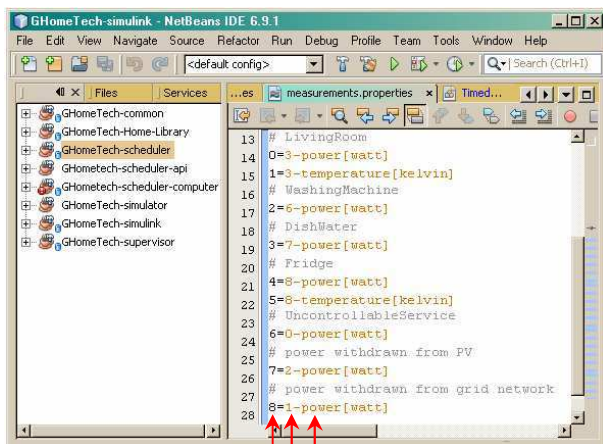 GHomeTech-simulink - NetBeans IDE 6.9.1
File Edit View Navigate Source Refactor Run Debug Profile Team Tools Window Help
<default config> Search (Ctrl+I)
Files Services
GHomeTech-common
GHomeTech-Home-Library
GHomeTech-scheduler
GHometech-scheduler-api
GHometech-scheduler-computer
GHomeTech-simulator
GHomeTech-simulink
GHomeTech-supervisor
...es measurements.properties Timed...
13 # LivingRoom
14 0=3-power[watt]
15 1=3-temperature[kelvin]
16 # WashingMachine
17 2=6-power[watt]
18 # DishWater
19 3=7-power[watt]
20 # Fridge
21 4=8-power[watt]
22 5=8-temperature[kelvin]
23 # UncontrollableService
24 6=0-power[watt]
25 # power withdrawn from PV
26 7=2-power[watt]
27 # power withdrawn from grid network
28 8=1-power[watt]